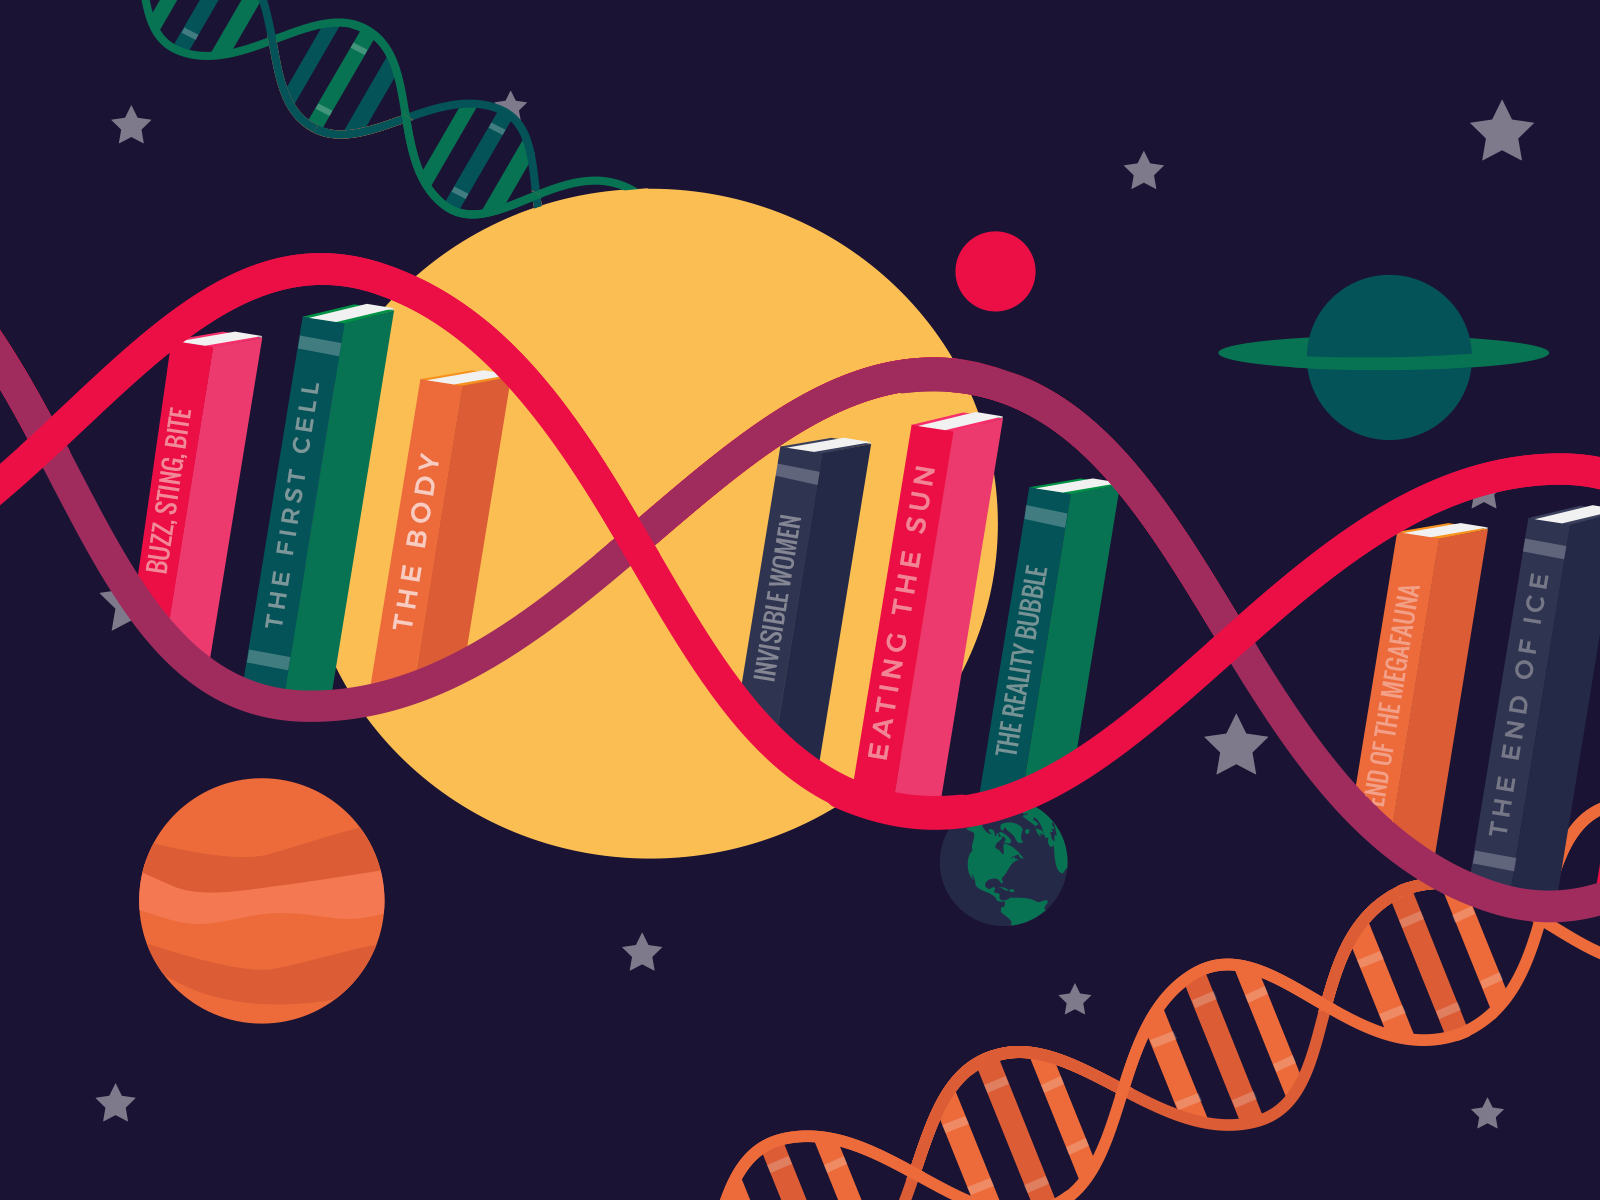 BUZZ, STING, BITE
THE FIRST CELL
THE BODY
INVISIBLE WOMEN
EATING THE SUN
THE REALITY BUBBLE
END OF THE MEGAFAUNA
THE END OF ICE